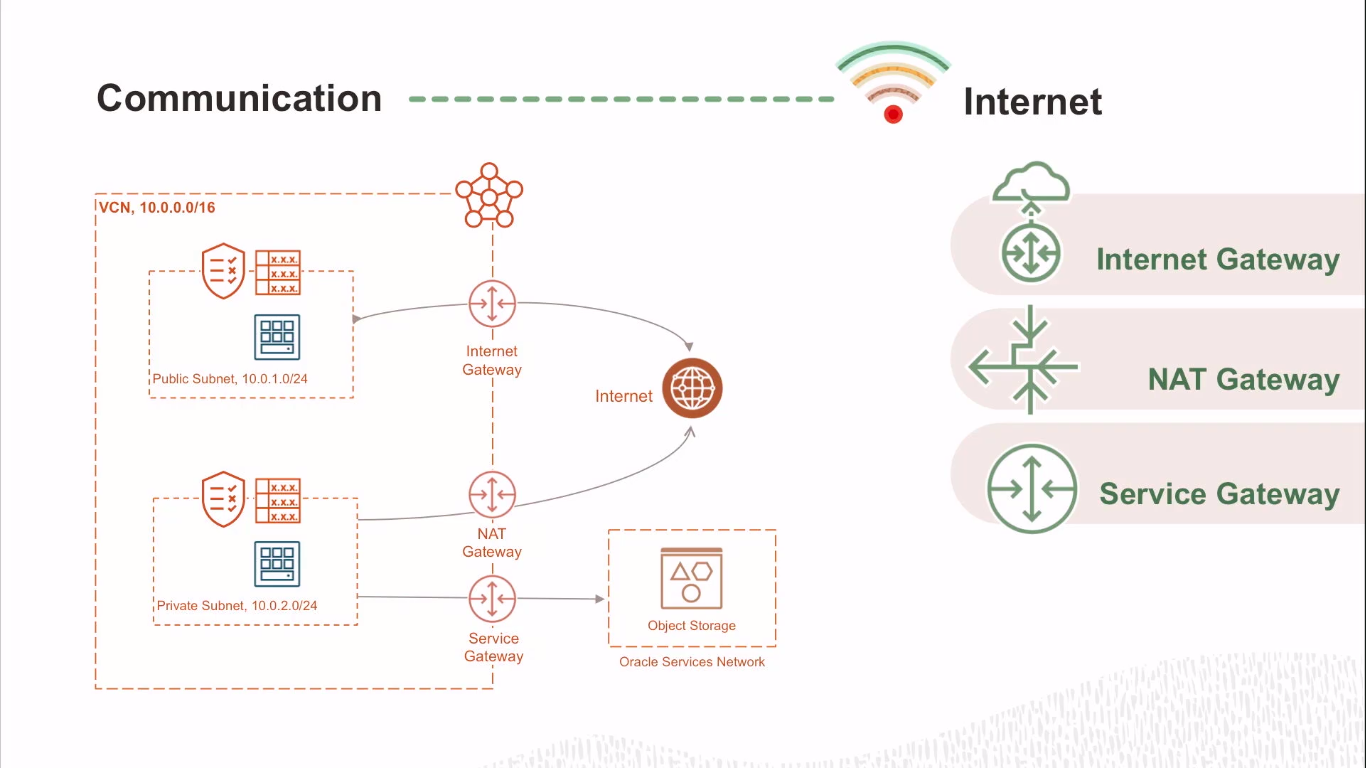 Communication
Internet
VCN, 10.0.0.0/16
x.x.x.
x.x.x.
x.x.x.
Public Subnet, 10.0.1.0/24
Internet
Gateway
Internet
x.x.x.
x.x.x.
x.x.x.
Private Subnet, 10.0.2.0/24
NAT
Gateway
Service
Gateway
Object Storage
Oracle Services Network
Internet Gateway
NAT Gateway
Service Gateway